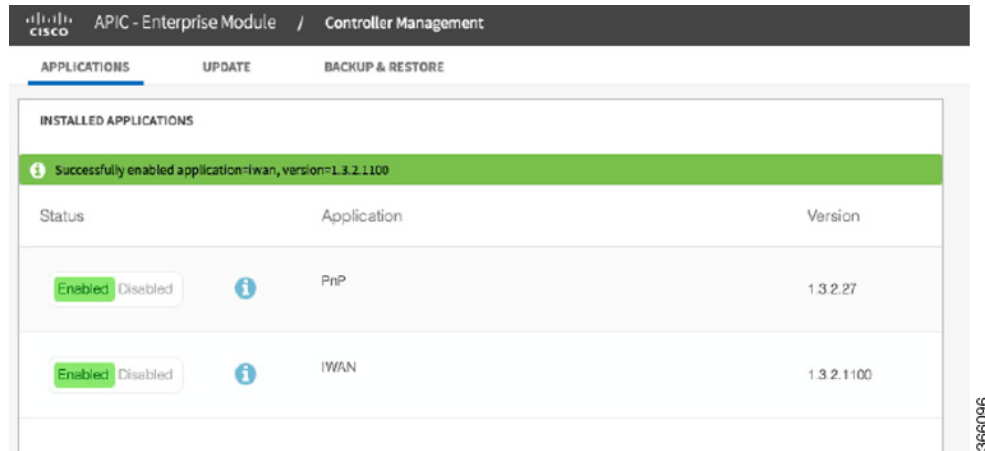 CISCO APIC - Enterprise Module / Controller Management
APPLICATIONS UPDATE BACKUP & RESTORE
INSTALLED APPLICATIONS
Successfully enabled application=iwan, version=1.3.2.1100
Status Application Version
Enabled Disabled PnP 1.3.2.27
Enabled Disabled IWAN 1.3.2.1100
366096